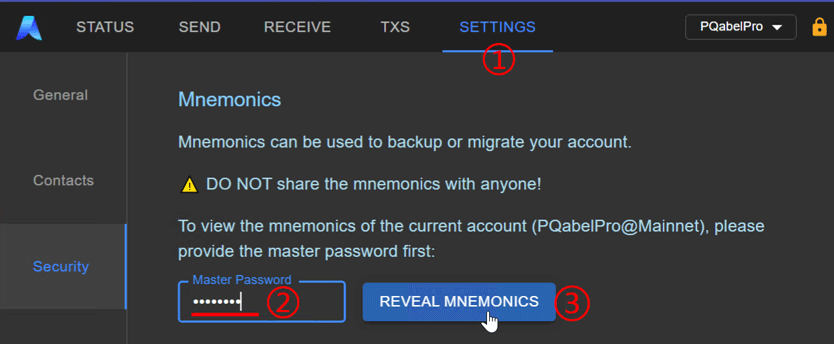 STATUS SEND RECEIVE TXS SETTINGS PQabelPro
①
General
Mnemonics
Mnemonics can be used to backup or migrate your account.
Contacts
DO NOT share the mnemonics with anyone!
To view the mnemonics of the current account (PQabelPro@Mainnet), please
provide the master password first:
Security
Master Password
•••••••• ② REVEAL MNEMONICS ③